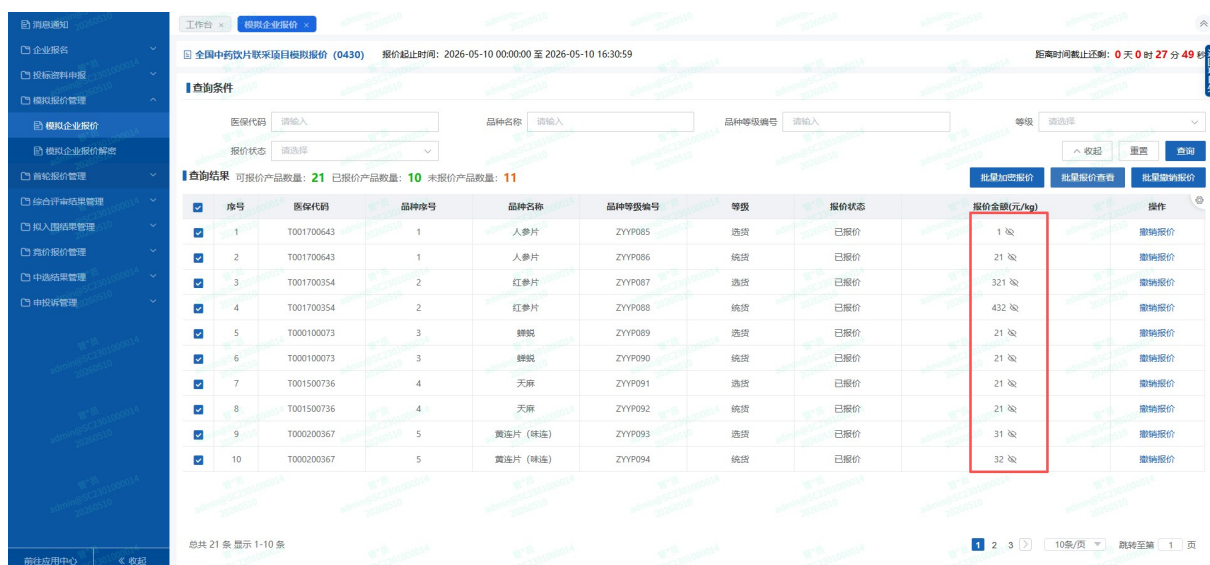 消息通知
企业报名
投标资料申报
模拟报价管理
模拟企业报价
模拟企业报价解密
首轮报价管理
综合评审结果管理
拟入围结果管理
竞价报价管理
中选结果管理
申投诉管理
前往应用中心 《 收起
工作台 × 模拟企业报价 ×
全国中药饮片联采项目模拟报价（0430） 报价起止时间：2026-05-10 00:00:00 至 2026-05-10 16:30:59 距离时间截止还剩：0 天 0 时 27 分 49 秒
查询条件
医保代码 请输入 品种名称 请输入 品种等级编号 请输入 等级 请选择
报价状态 请选择 收起 重置 查询
查询结果 可报价产品数量：21 已报价产品数量：10 未报价产品数量：11 批量加密报价 批量报价查看 批量撤销报价
序号 医保代码 品种序号 品种名称 品种等级编号 等级 报价状态 报价金额(元/kg) 操作
1 T001700643 1 人参片 ZYYP085 选货 已报价 1 撤销报价
2 T001700643 1 人参片 ZYYP086 统货 已报价 21 撤销报价
3 T001700354 2 红参片 ZYYP087 选货 已报价 321 撤销报价
4 T001700354 2 红参片 ZYYP088 统货 已报价 432 撤销报价
5 T000100073 3 蝉蜕 ZYYP089 选货 已报价 21 撤销报价
6 T000100073 3 蝉蜕 ZYYP090 统货 已报价 21 撤销报价
7 T001500736 4 天麻 ZYYP091 选货 已报价 21 撤销报价
8 T001500736 4 天麻 ZYYP092 统货 已报价 21 撤销报价
9 T000200367 5 黄连片（味连） ZYYP093 选货 已报价 31 撤销报价
10 T000200367 5 黄连片（味连） ZYYP094 统货 已报价 32 撤销报价
总共 21 条 显示 1-10 条 1 2 3 10条/页 跳转至第 1 页